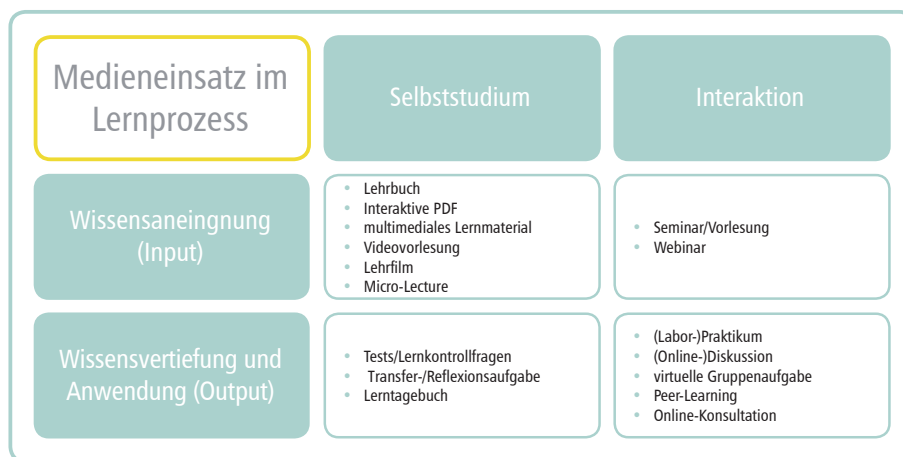 Medieneinsatz im
Lernprozess
Selbststudium
Interaktion
Wissensaneingnung
(Input)
• Lehrbuch
• Interaktive PDF
• multimediales Lernmaterial
• Videovorlesung
• Lehrfilm
• Micro-Lecture
• Seminar/Vorlesung
• Webinar
Wissensvertiefung und
Anwendung (Output)
• Tests/Lernkontrollfragen
• Transfer-/Reflexionsaufgabe
• Lerntagebuch
• (Labor-)Praktikum
• (Online-)Diskussion
• virtuelle Gruppenaufgabe
• Peer-Learning
• Online-Konsultation